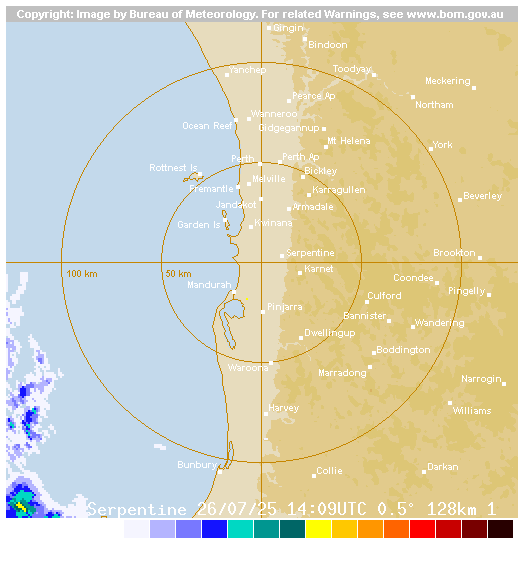 Copyright: Image by Bureau of Meteorology. For related Warnings, see www.bom.gov.au
Gingin
Bindoon
Yanchep
Toodyay
Meckering
Pearce Ap
Northam
Wanneroo
Ocean Reef
Gidgegannup
Mt Helena
York
Perth
Perth Ap
Rottnest Is
Bickley
Melville
Fremantle
Karragullen
Beverley
Jandakot
Armadale
Garden Is
Kwinana
Serpentine
Brookton
100 km
50 km
Karnet
Coondee
Mandurah
Culford
Pingelly
Pinjarra
Bannister
Wandering
Dwellingup
Boddington
Waroona
Marradong
Narrogin
Harvey
Williams
Bunbury
Collie
Darkan
Serpentine 26/07/25 14:09UTC 0.5° 128km 1